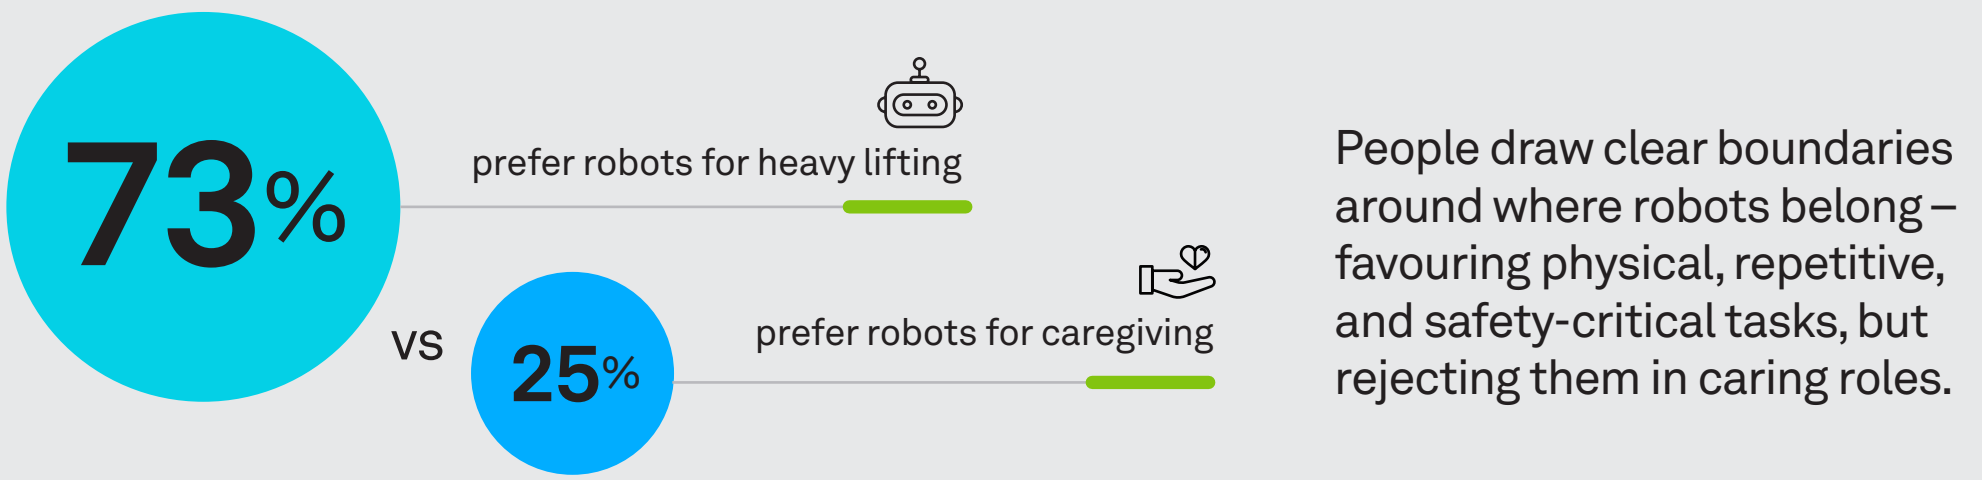 73%
prefer robots for heavy lifting
vs
25%
prefer robots for caregiving
People draw clear boundaries
around where robots belong –
favouring physical, repetitive,
and safety-critical tasks, but
rejecting them in caring roles.